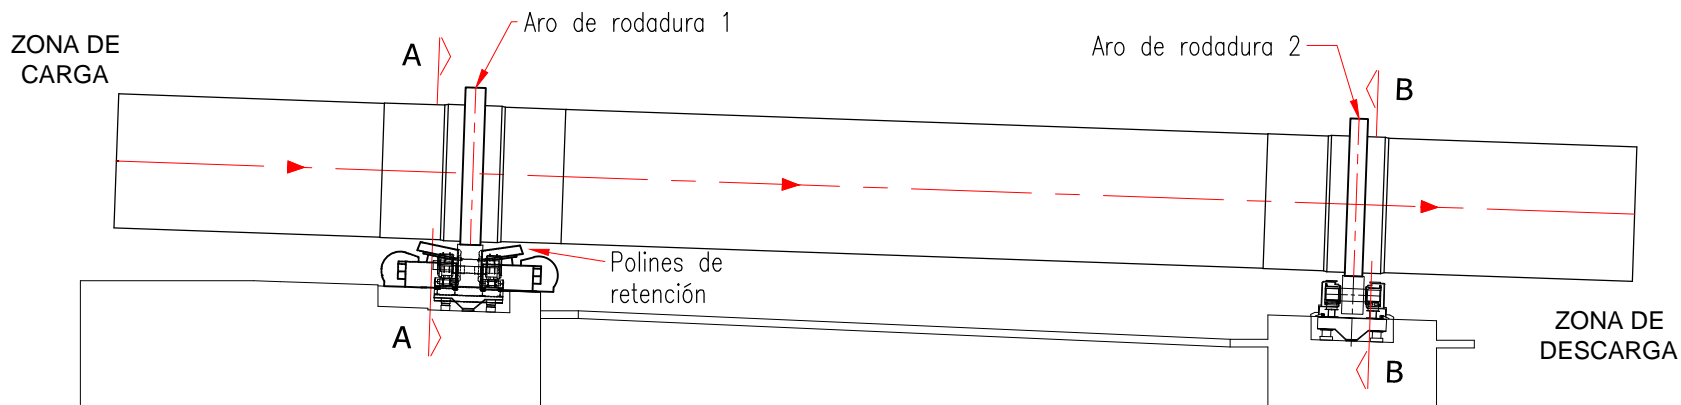 Aro de rodadura 1
ZONA DE
CARGA
A
Aro de rodadura 2
B
Polines de
retención
A
ZONA DE
DESCARGA
B